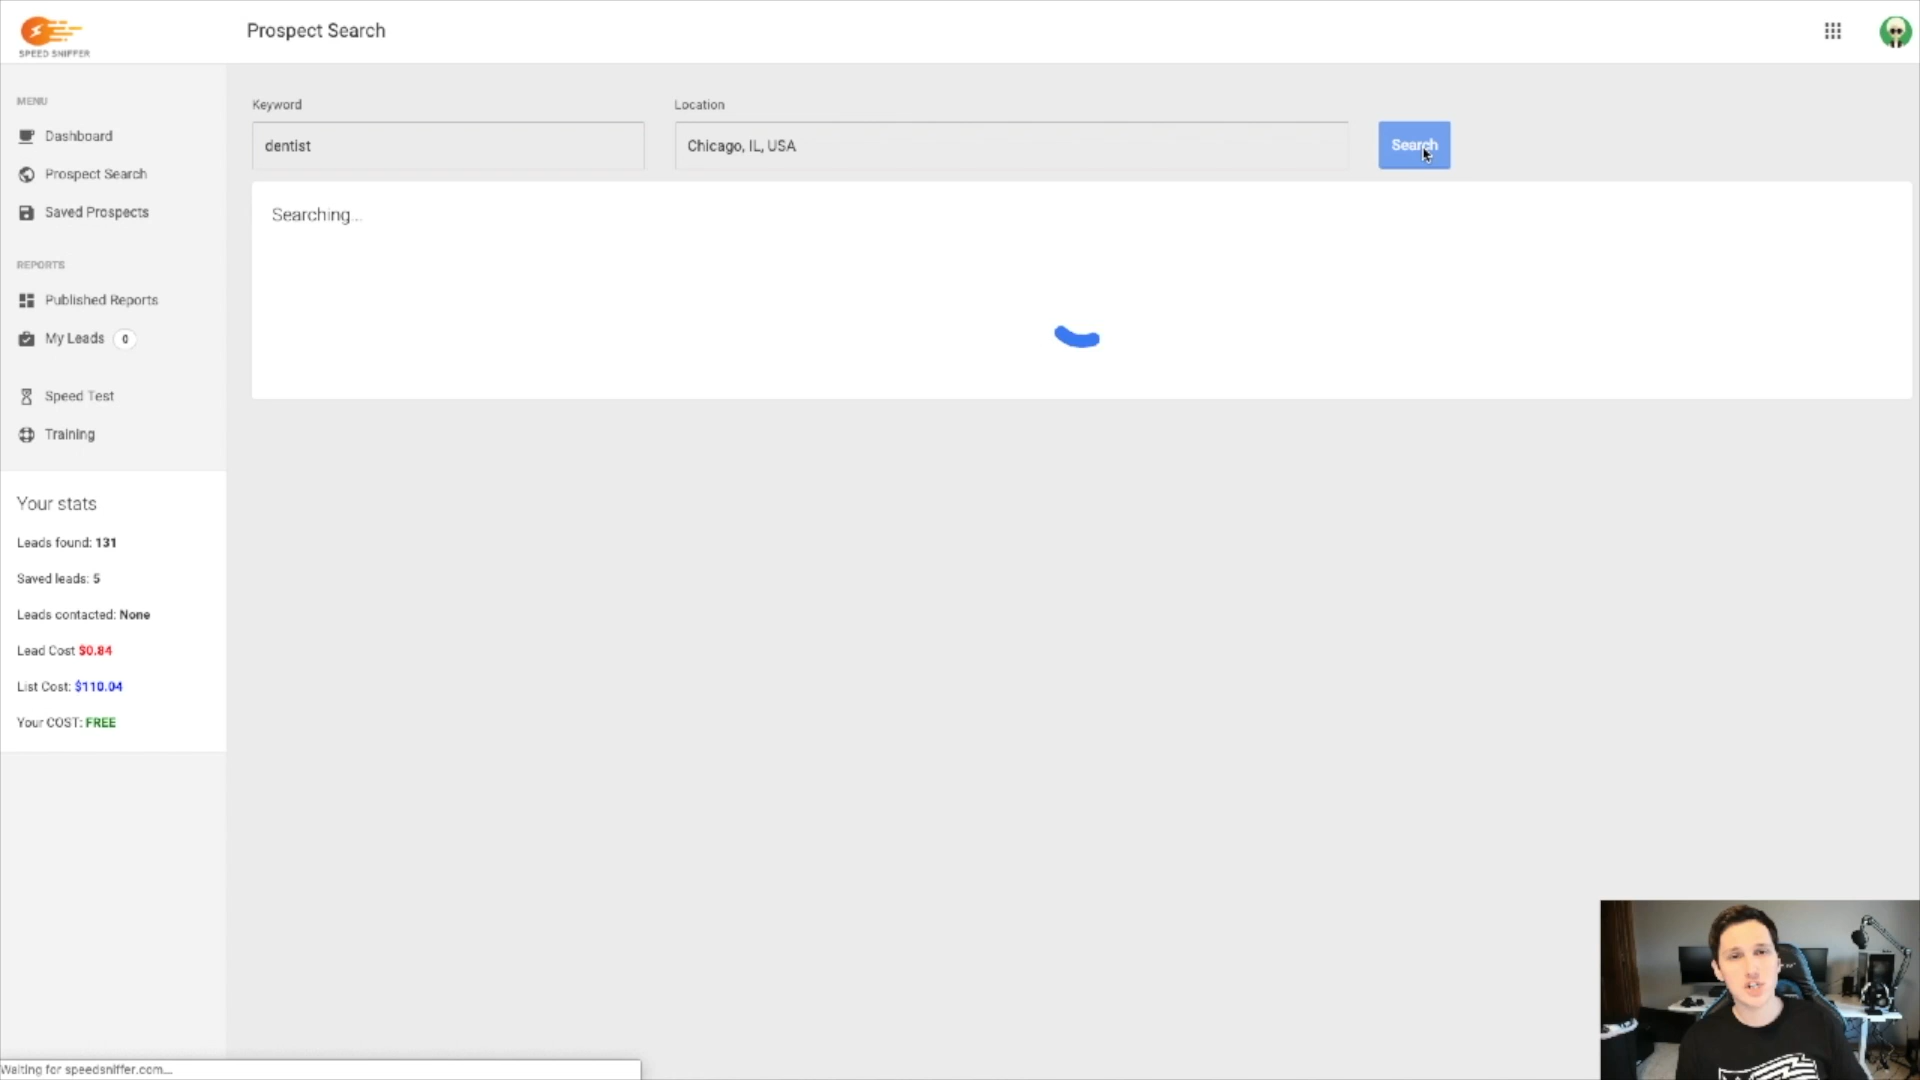 SPEED SNIFFER
Prospect Search
MENU
Dashboard
Prospect Search
Saved Prospects
REPORTS
Published Reports
My Leads 0
Speed Test
Training
Your stats
Leads found: 131
Saved leads: 5
Leads contacted: None
Lead Cost $0.84
List Cost: $110.04
Your COST: FREE
Keyword
Location
dentist
Chicago, IL, USA
Search
Searching...
Waiting for speedsniffer.com...